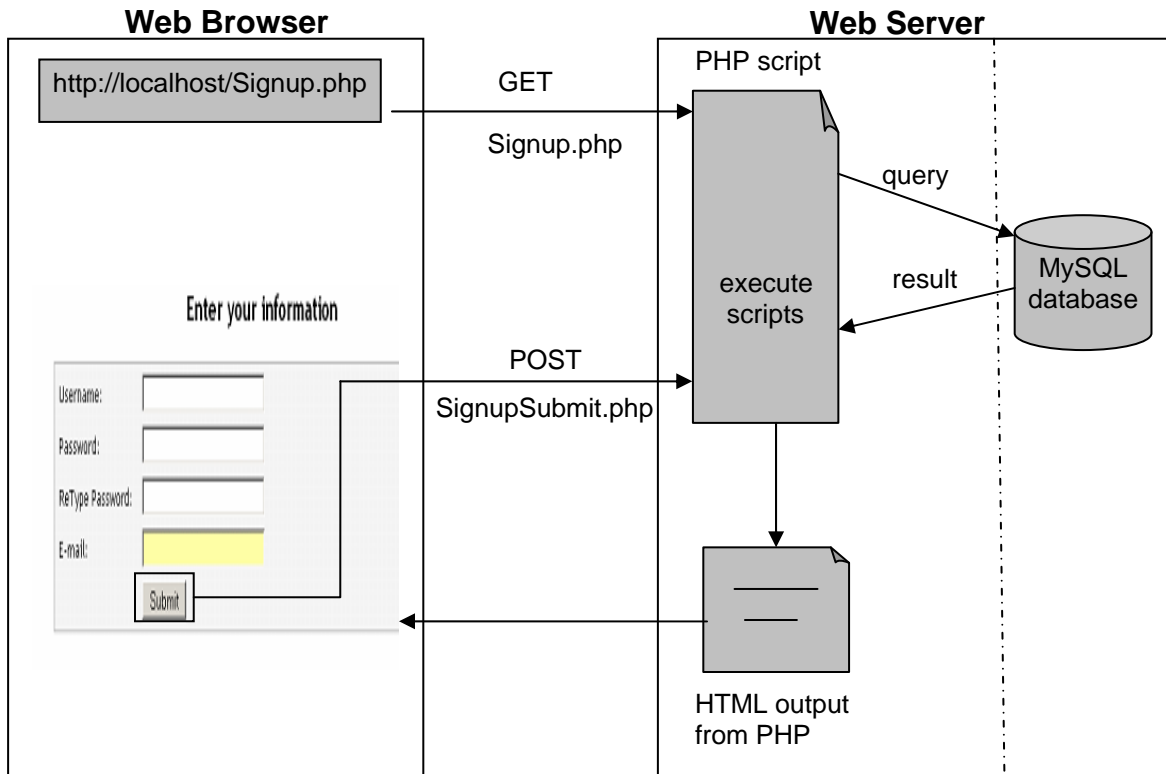 Web Browser
Web Server
http://localhost/Signup.php
GET
Signup.php
PHP script
query
execute
scripts
result
MySQL
database
Enter your information
Username:
Password:
ReType Password:
E-mail:
Submit
POST
SignupSubmit.php
HTML output
from PHP